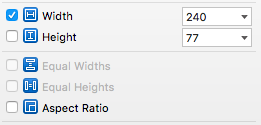 Width 240
Height 77
Equal Widths
Equal Heights
Aspect Ratio